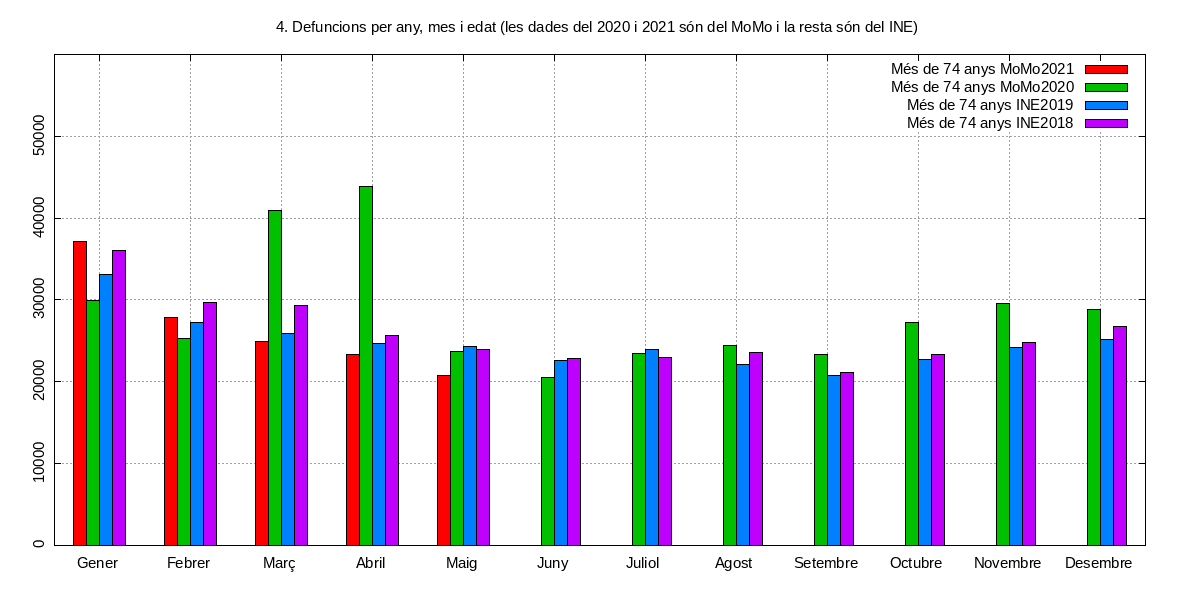 4. Defuncions per any, mes i edat (les dades del 2020 i 2021 són del MoMo i la resta són del INE)
Més de 74 anys MoMo2021
Més de 74 anys MoMo2020
Més de 74 anys INE2019
Més de 74 anys INE2018
50000
40000
30000
20000
10000
0
Gener Febrer Març Abril Maig Juny Juliol Agost Setembre Octubre Novembre Desembre